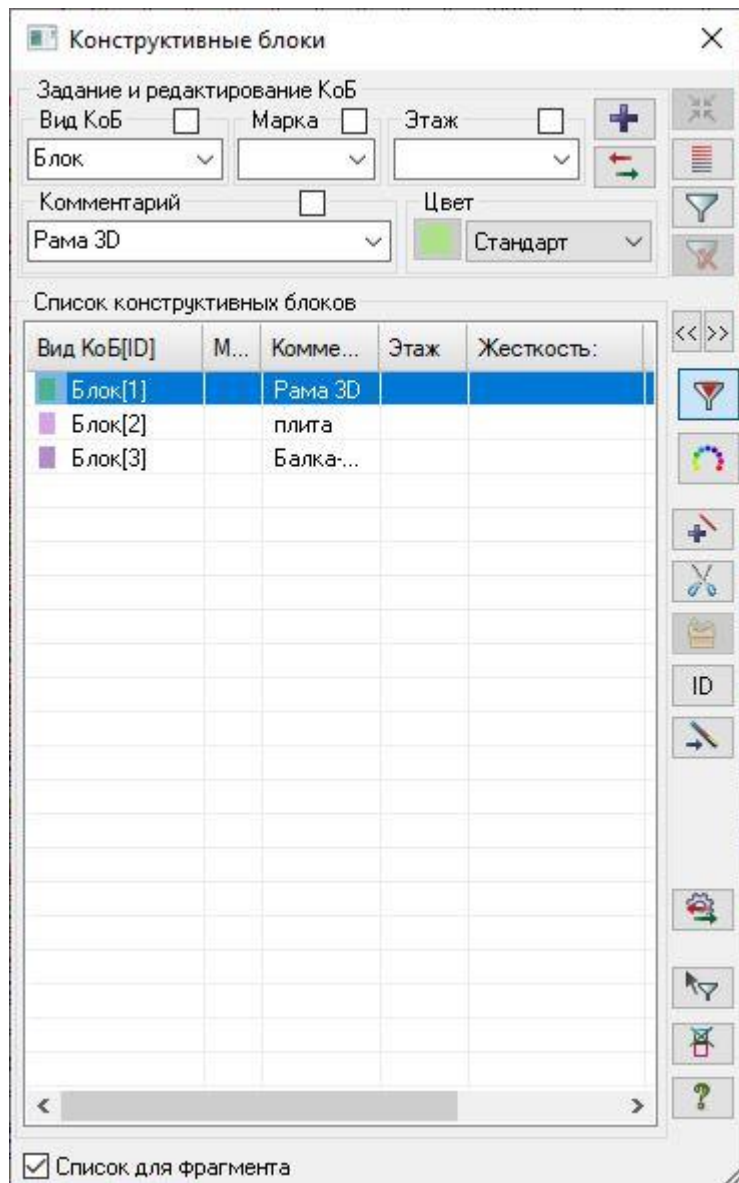 Конструктивные блоки
Задание и редактирование КоБ
Вид КоБ Марка Этаж
Блок
Комментарий Цвет
Рама 3D Стандарт
Список конструктивных блоков
<< >>
Вид КоБ[ID] М... Комме... Этаж Жесткость:
Блок[1] Рама 3D
Блок[2] плита
Блок[3] Балка-...
ID
?
Список для фрагмента